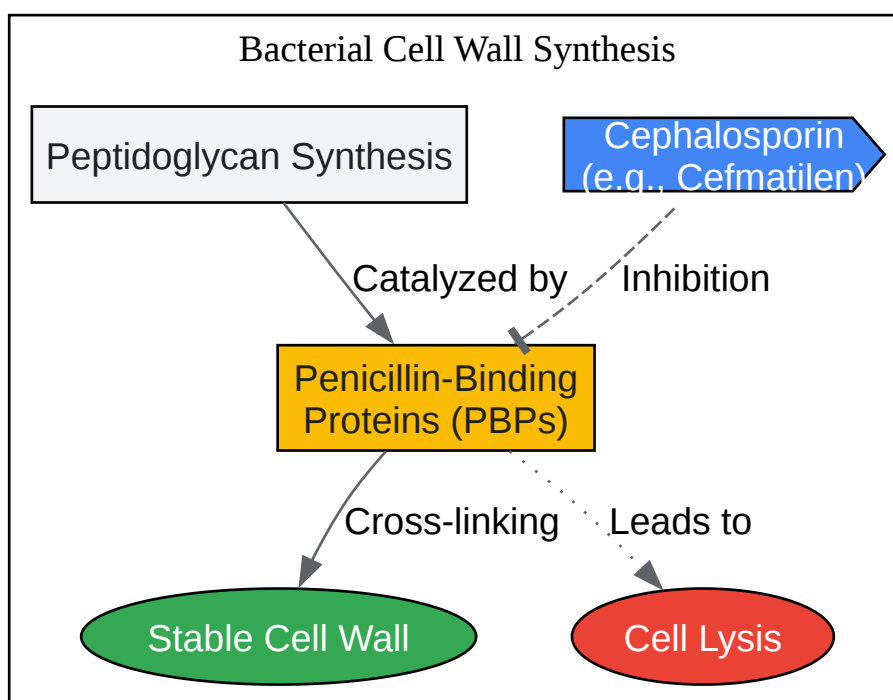 Bacterial Cell Wall Synthesis
Peptidoglycan Synthesis
Cephalosporin
(e.g., Cefmatilen)
Catalyzed by
Inhibition
Penicillin-Binding
Proteins (PBPs)
Cross-linking
Leads to
Stable Cell Wall
Cell Lysis